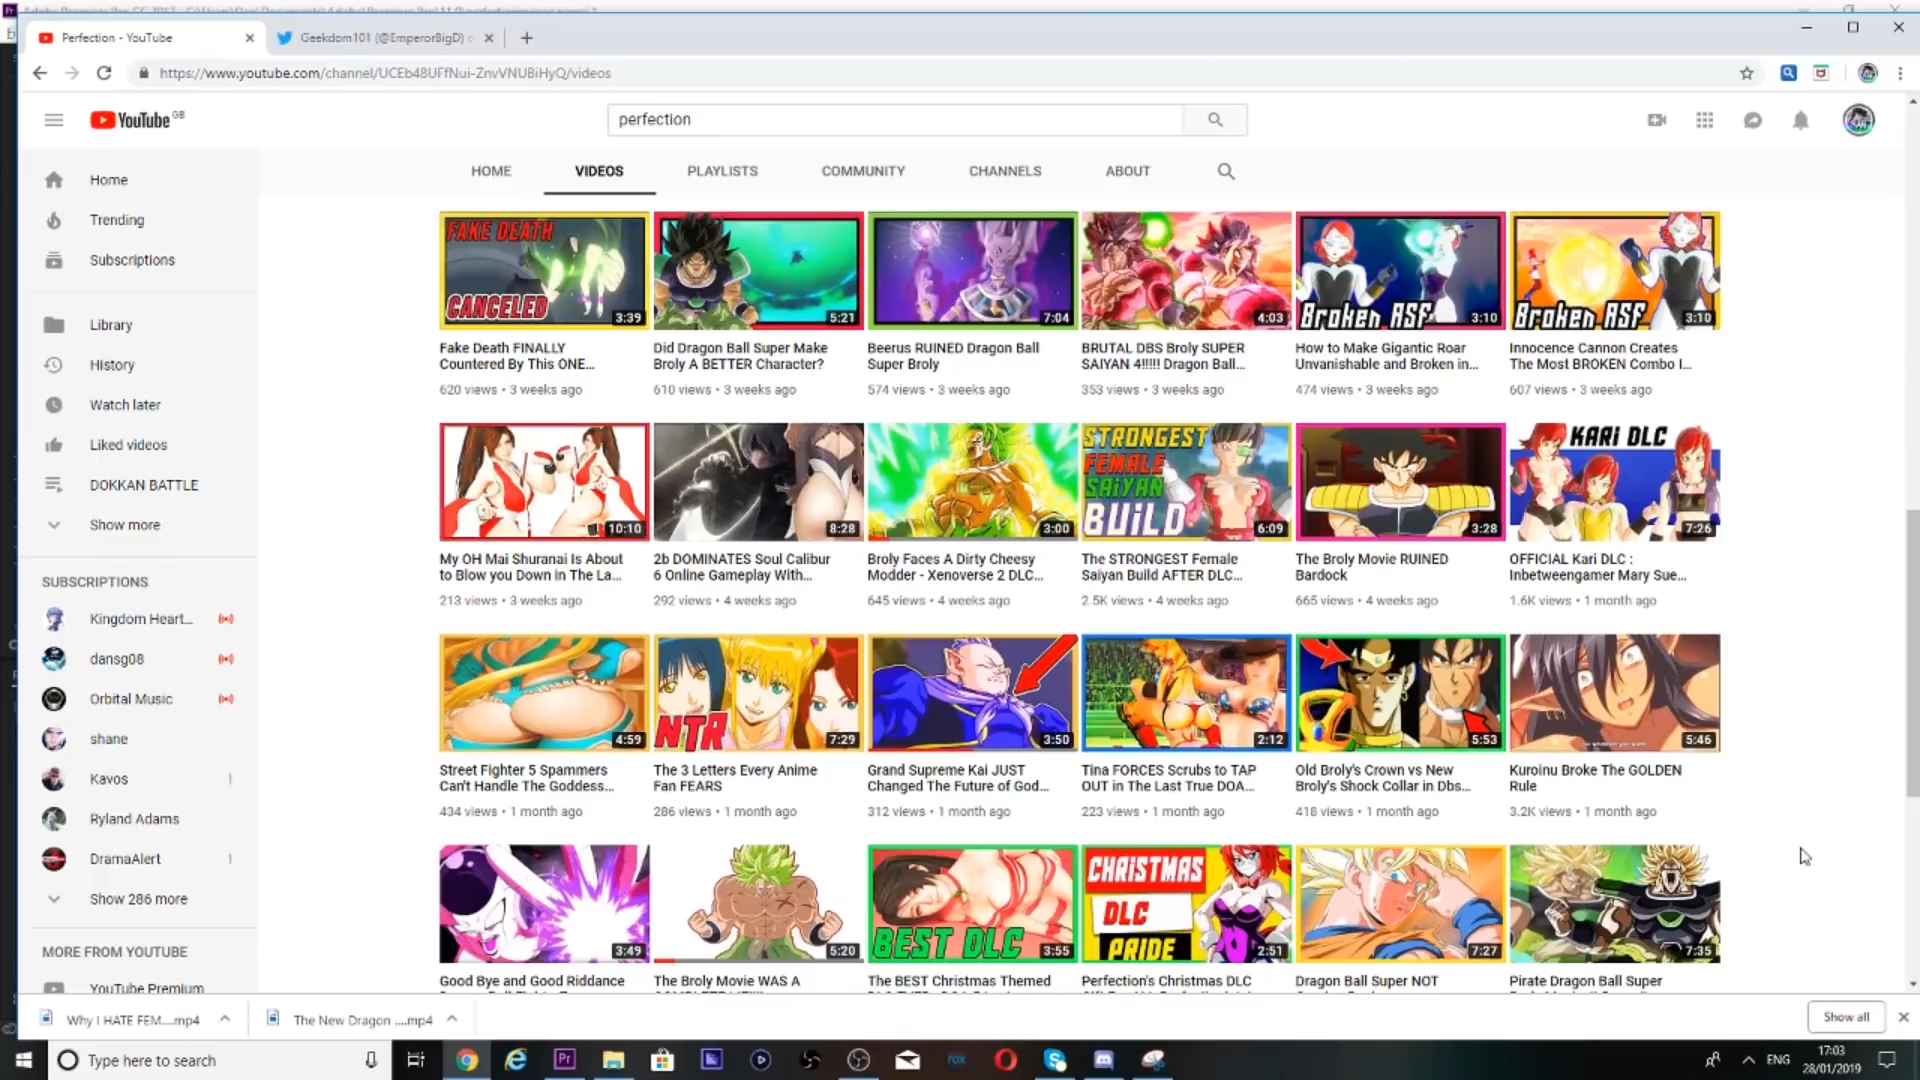 Perfection - YouTube
Geekdom101 (@EmperorBigD) o
https://www.youtube.com/channel/UCEb48UFfNui-ZnvVNUBiHyQ/videos
YouTube GB
perfection
HOME VIDEOS PLAYLISTS COMMUNITY CHANNELS ABOUT
Home
Trending
Subscriptions
Library
History
Watch later
Liked videos
DOKKAN BATTLE
Show more
SUBSCRIPTIONS
Kingdom Heart...
dansg08
Orbital Music
shane
Kavos 1
Ryland Adams
DramaAlert 1
Show 286 more
MORE FROM YOUTUBE
YouTube Premium
FAKE DEATH
CANCELED
3:39
Fake Death FINALLY
Countered By This ONE...
620 views • 3 weeks ago
5:21
Did Dragon Ball Super Make
Broly A BETTER Character?
610 views • 3 weeks ago
7:04
Beerus RUINED Dragon Ball
Super Broly
574 views • 3 weeks ago
4:03
BRUTAL DBS Broly SUPER
SAIYAN 4!!!!! Dragon Ball...
353 views • 3 weeks ago
Broken ASF
3:10
How to Make Gigantic Roar
Unvanishable and Broken in...
474 views • 3 weeks ago
Broken ASF
3:10
Innocence Cannon Creates
The Most BROKEN Combo I...
607 views • 3 weeks ago
10:10
My OH Mai Shuranai Is About
to Blow you Down in The La...
213 views • 3 weeks ago
8:28
2b DOMINATES Soul Calibur
6 Online Gameplay With...
292 views • 4 weeks ago
3:00
Broly Faces A Dirty Cheesy
Modder - Xenoverse 2 DLC...
645 views • 4 weeks ago
STRONGEST
FEMALE
SAIYAN
BUILD
6:09
The STRONGEST Female
Saiyan Build AFTER DLC...
2.5K views • 4 weeks ago
3:28
The Broly Movie RUINED
Bardock
665 views • 4 weeks ago
KARI DLC
7:26
OFFICIAL Kari DLC :
Inbetweengamer Mary Sue...
1.6K views • 1 month ago
4:59
Street Fighter 5 Spammers
Can't Handle The Goddess...
434 views • 1 month ago
NTR
7:29
The 3 Letters Every Anime
Fan FEARS
286 views • 1 month ago
3:50
Grand Supreme Kai JUST
Changed The Future of God...
312 views • 1 month ago
2:12
Tina FORCES Scrubs to TAP
OUT in The Last True DOA...
223 views • 1 month ago
5:53
Old Broly's Crown vs New
Broly's Shock Collar in Dbs...
418 views • 1 month ago
5:46
Kuroinu Broke The GOLDEN
Rule
3.2K views • 1 month ago
3:49
Good Bye and Good Riddance
5:20
The Broly Movie WAS A
BEST DLC
3:55
The BEST Christmas Themed
CHRISTMAS
DLC
PRIDE
2:51
Perfection's Christmas DLC
7:27
Dragon Ball Super NOT
7:35
Pirate Dragon Ball Super
Why I HATE FEM....mp4
The New Dragon ....mp4
Show all
Type here to search
ENG
17:03
28/01/2019